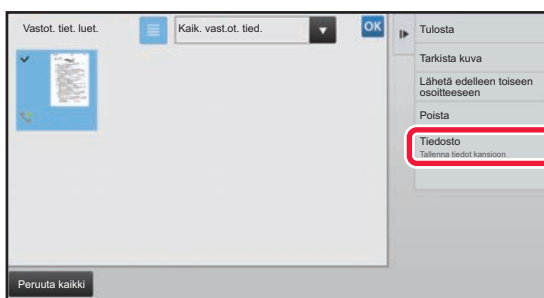 Vastot. tiet. luet.
Kaik. vast.ot. tied.
OK
Tulosta
Tarkista kuva
Lähetä edelleen toiseen
osoitteeseen
Poista
Tiedosto
Tallenna tiedot kansioon
Peruuta kaikki